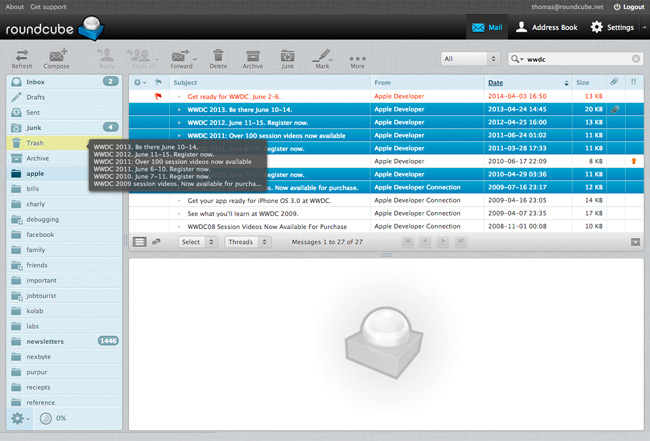 About Get support thomas@roundcube.net Logout
roundcube Mail Address Book Settings
Refresh Compose Reply Reply all Forward Delete Archive Junk Mark More
All wwdc
Inbox 2
Drafts
Sent
Junk 4
Trash
Archive
apple
bills
charly
debugging
facebook
family
friends
important
jobtourist
kolab
labs
newsletters 1446
nexbyte
purpur
reciepts
reference
0%
WWDC 2013. Be there June 10–14.
WWDC 2012. June 11–15. Register now.
WWDC 2011: Over 100 session videos now available
WWDC 2011. June 6–10. Register now.
WWDC 2010. June 7–11. Register now.
WWDC 2009 session videos. Now available for purcha...
Subject From Date Size !!
Get ready for WWDC. June 2–6. Apple Developer 2014-04-03 16:50 13 KB
WWDC 2013. Be there June 10–14. Apple Developer 2013-04-24 14:45 20 KB
WWDC 2012. June 11–15. Register now. Apple Developer 2012-04-25 16:00 13 KB
WWDC 2011: Over 100 session videos now available Apple Developer 2011-06-24 01:02 11 KB
Register now. Apple Developer 2011-03-28 17:33 11 KB
Apple Developer 2010-06-17 22:09 8 KB
Register now. Apple Developer 2010-04-29 03:36 11 KB
videos. Now available for purchase. Apple Developer Connection 2009-07-16 23:17 12 KB
Get your app ready for iPhone OS 3.0 at WWDC. Apple Developer Connection 2009-04-23 16:05 14 KB
See what you'll learn at WWDC 2009. Apple Developer Connection 2009-04-07 23:35 17 KB
WWDC08 Session Videos Now Available For Purchase Apple Developer Connection 2008-11-01 00:08 10 KB
Select Threads Messages 1 to 27 of 27